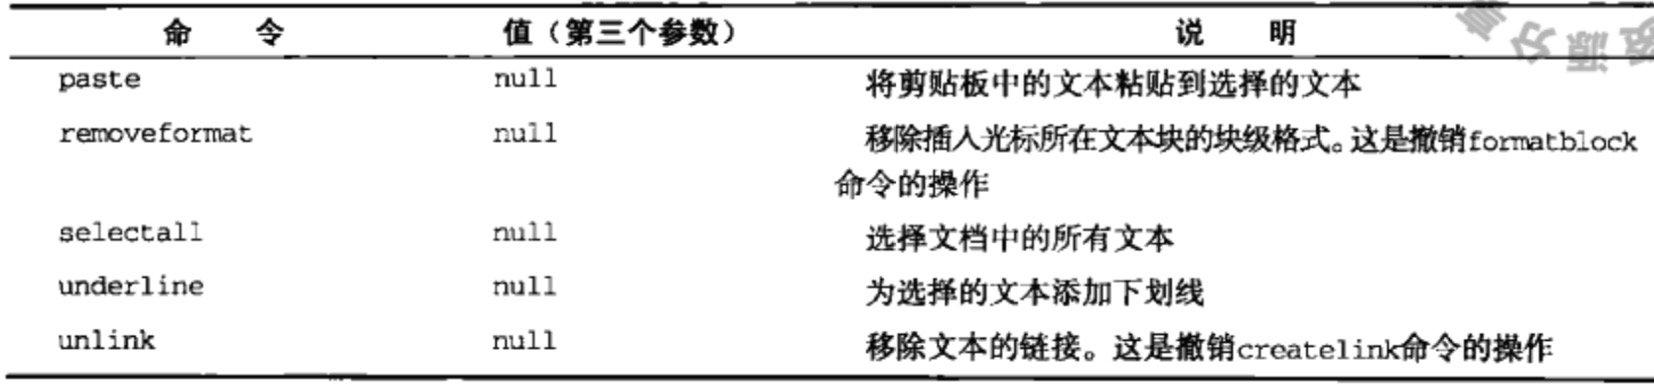 命 令 值（第三个参数） 说 明
paste null 将剪贴板中的文本粘贴到选择的文本
removeformat null 移除插入光标所在文本块的块级格式。这是撤销formatblock
命令的操作
selectall null 选择文档中的所有文本
underline null 为选择的文本添加下划线
unlink null 移除文本的链接。这是撤销createlink命令的操作